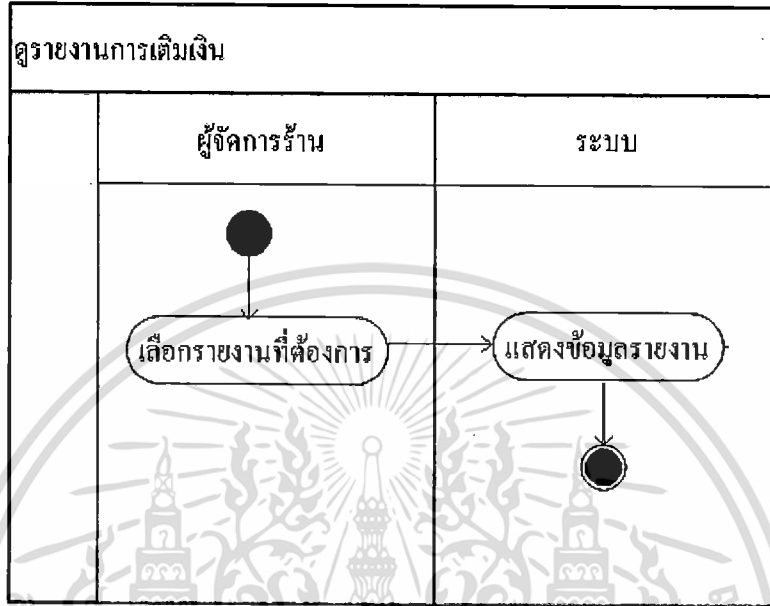 ดูรายงานการเติมเงิน
ผู้จัดการร้าน
ระบบ
เลือกรายงานที่ต้องการ
แสดงข้อมูลรายงาน